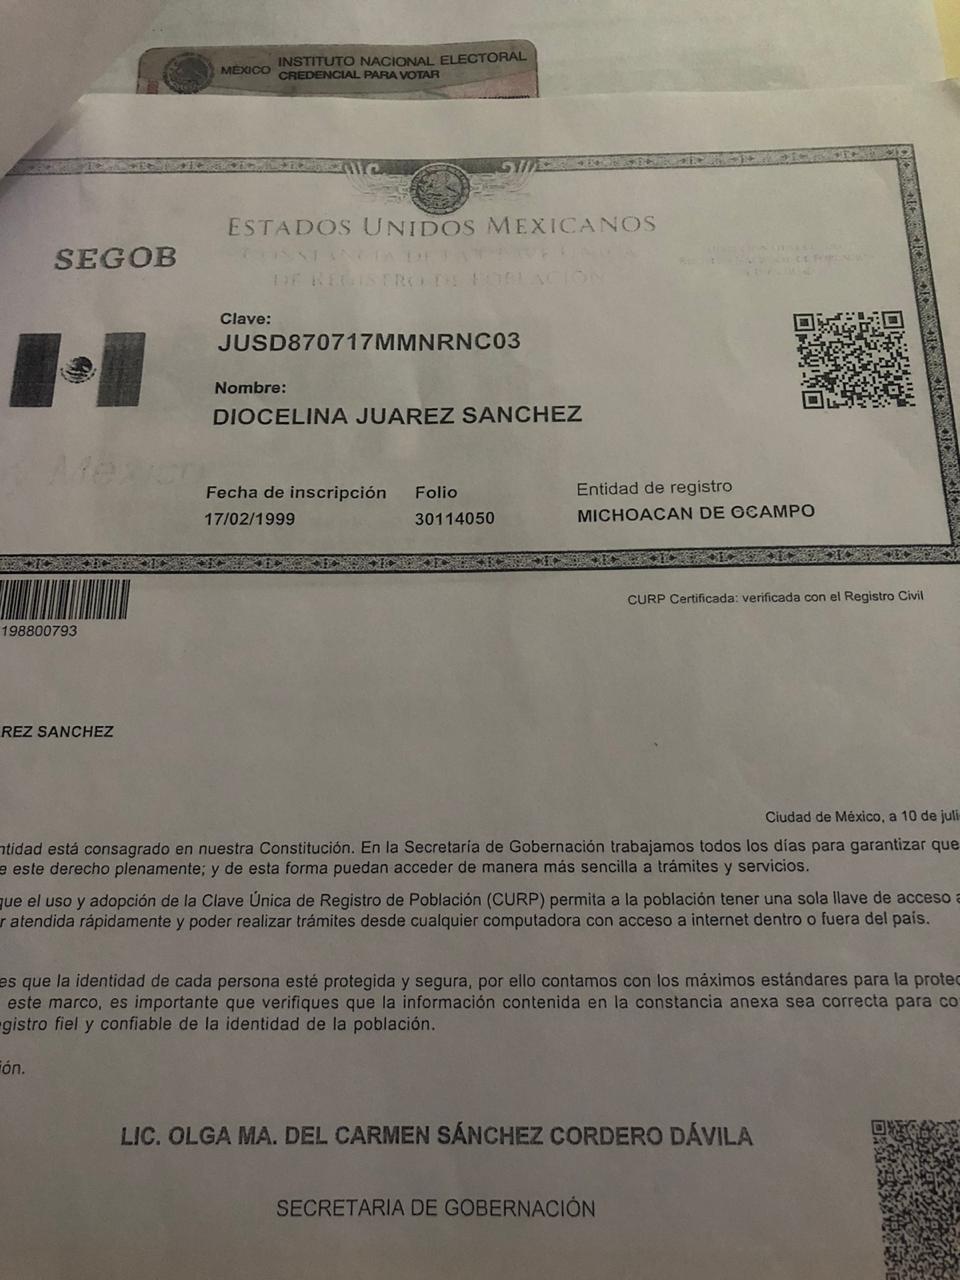 MÉXICO INSTITUTO NACIONAL ELECTORAL
CREDENCIAL PARA VOTAR
ESTADOS UNIDOS MEXICANOS
SEGOB
CONSTANCIA DE LA CLAVE ÚNICA
DE REGISTRO DE POBLACIÓN
Clave:
JUSD870717MMNRNC03
Nombre:
DIOCELINA JUAREZ SANCHEZ
Fecha de inscripción Folio Entidad de registro
17/02/1999 30114050 MICHOACAN DE OCAMPO
CURP Certificada: verificada con el Registro Civil
198800793
REZ SANCHEZ
Ciudad de México, a 10 de juli
ntidad está consagrado en nuestra Constitución. En la Secretaría de Gobernación trabajamos todos los días para garantizar que
e este derecho plenamente; y de esta forma puedan acceder de manera más sencilla a trámites y servicios.
que el uso y adopción de la Clave Única de Registro de Población (CURP) permita a la población tener una sola llave de acceso a
r atendida rápidamente y poder realizar trámites desde cualquier computadora con acceso a internet dentro o fuera del país.
es que la identidad de cada persona esté protegida y segura, por ello contamos con los máximos estándares para la protec
este marco, es importante que verifiques que la información contenida en la constancia anexa sea correcta para co
egistro fiel y confiable de la identidad de la población.
ión.
LIC. OLGA MA. DEL CARMEN SÁNCHEZ CORDERO DÁVILA
SECRETARIA DE GOBERNACIÓN